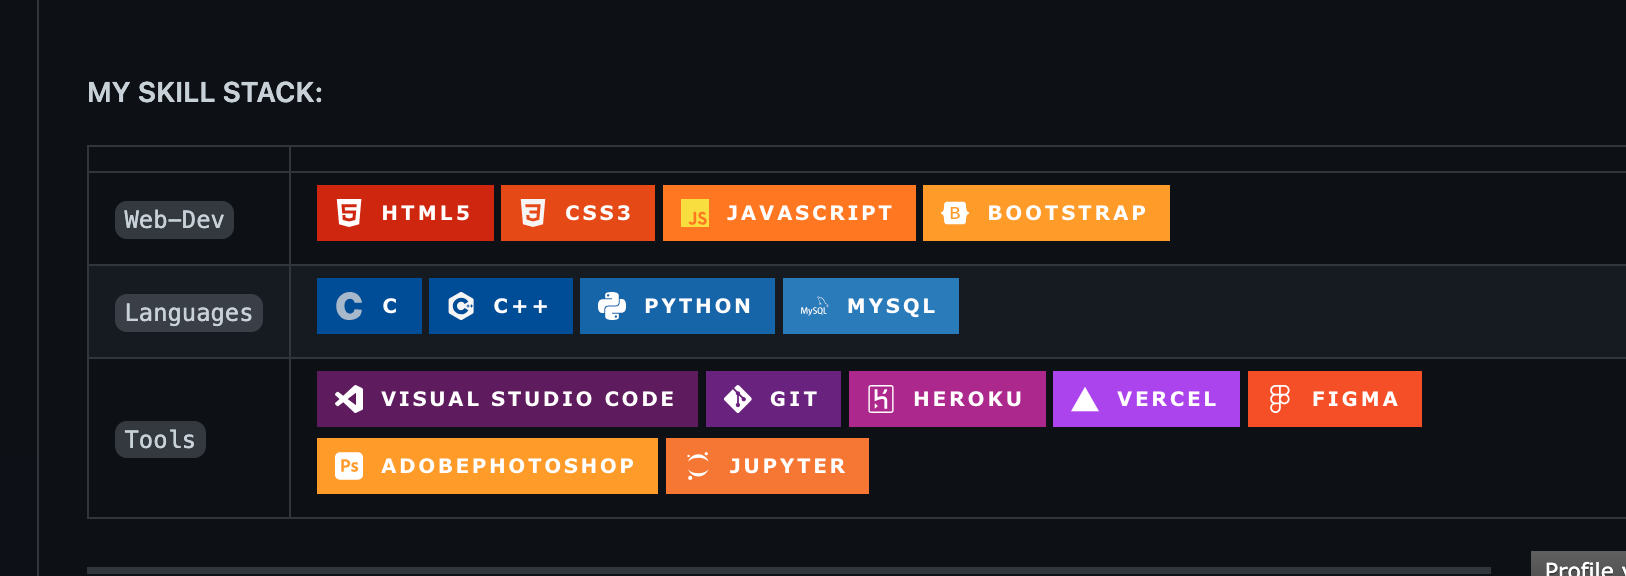 MY SKILL STACK:
Web-Dev
HTML5 CSS3 JS JAVASCRIPT B BOOTSTRAP
Languages
C C C C++ PYTHON MySQL MYSQL
Tools
VISUAL STUDIO CODE GIT HEROKU VERCEL FIGMA
Ps ADOBEPHOTOSHOP JUPYTER
Profile